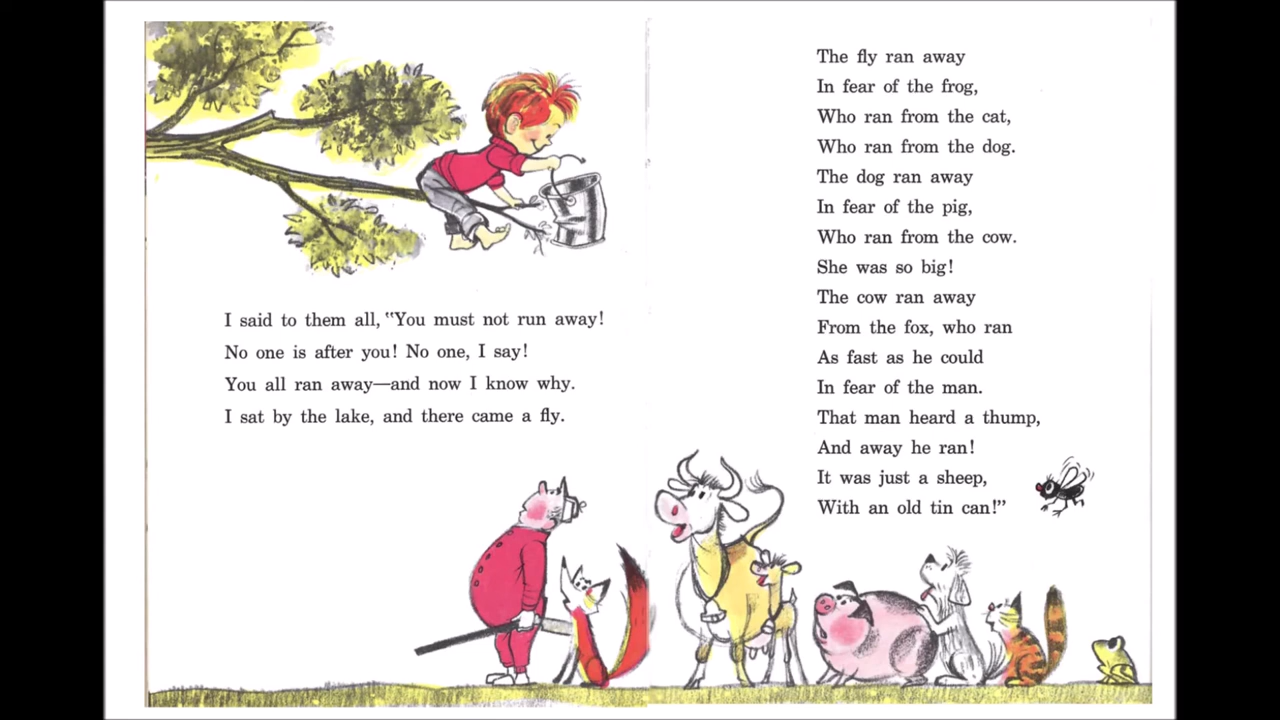 I said to them all, "You must not run away!
No one is after you! No one, I say!
You all ran away—and now I know why.
I sat by the lake, and there came a fly.
The fly ran away
In fear of the frog,
Who ran from the cat,
Who ran from the dog.
The dog ran away
In fear of the pig,
Who ran from the cow.
She was so big!
The cow ran away
From the fox, who ran
As fast as he could
In fear of the man.
That man heard a thump,
And away he ran!
It was just a sheep,
With an old tin can!"